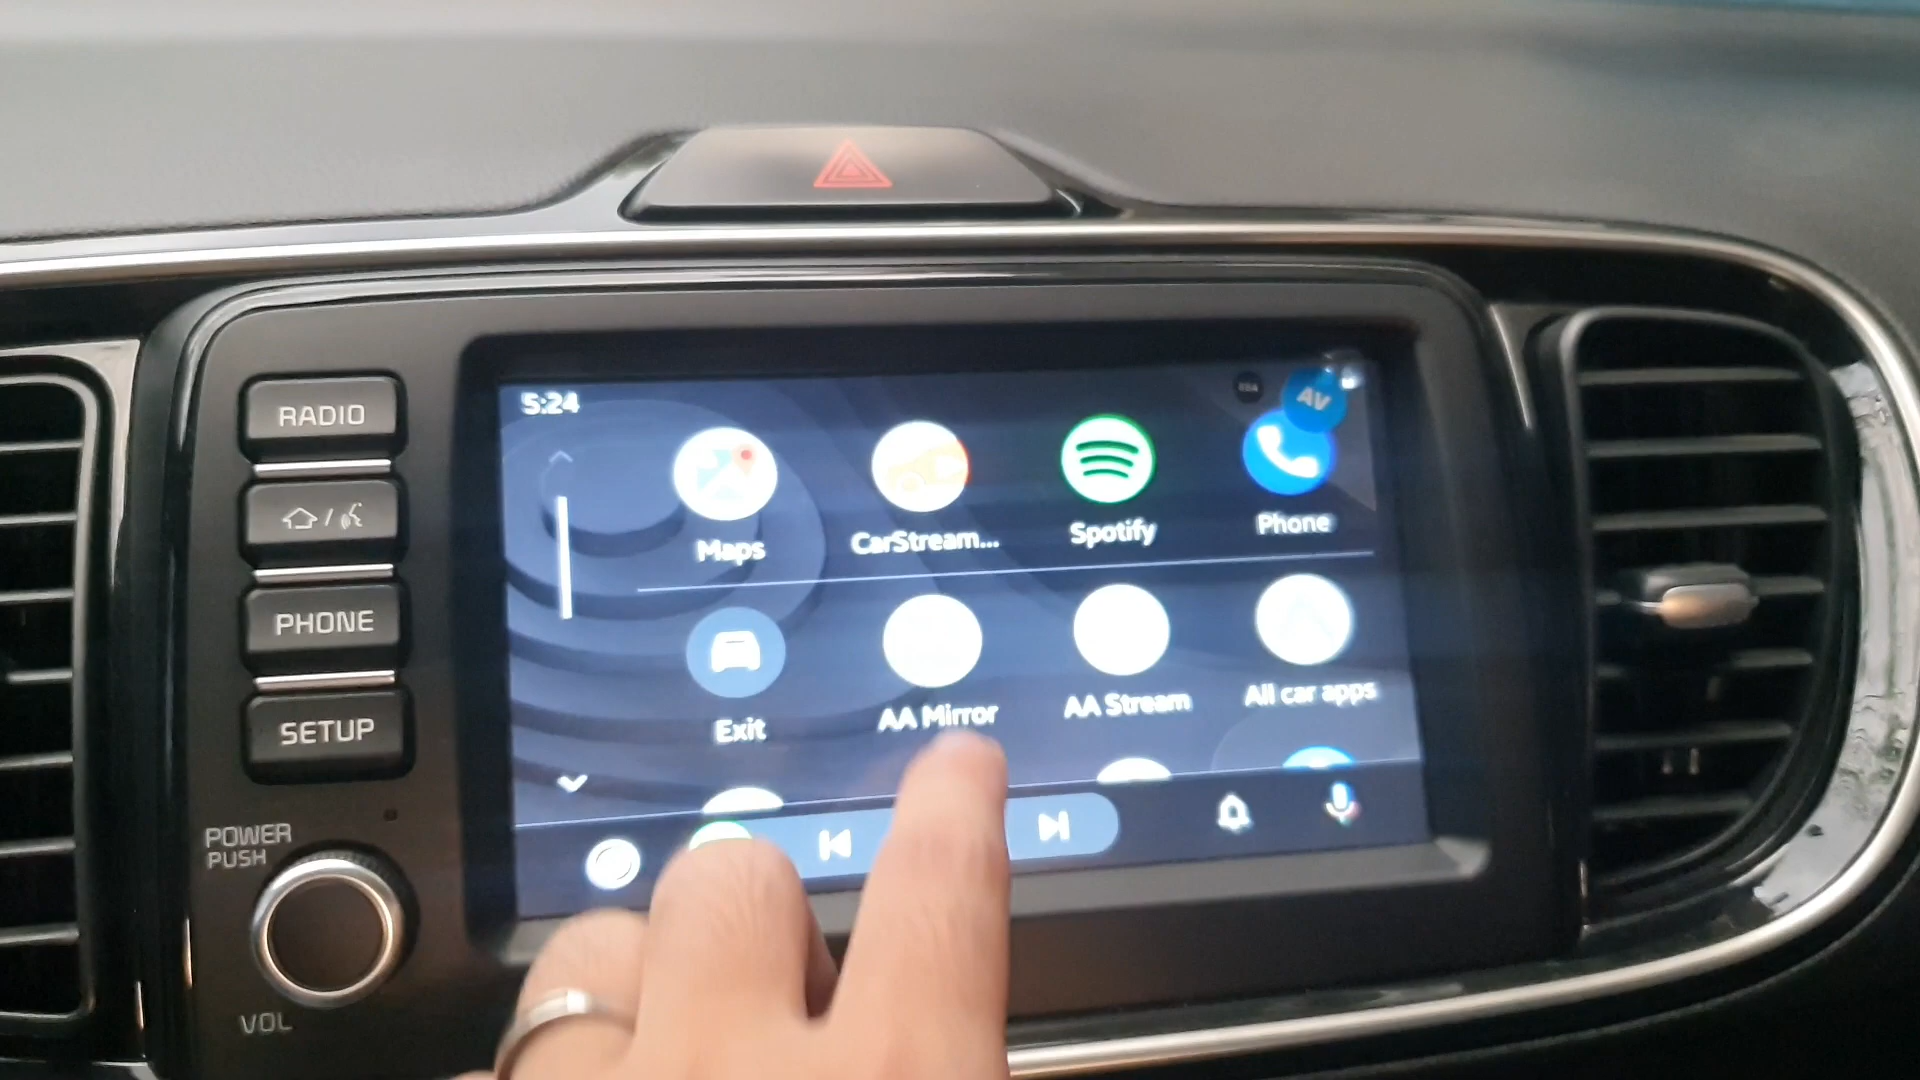 RADIO
PHONE
SETUP
POWER
PUSH
VOL
5:24
AV
Maps
CarStream...
Spotify
Phone
Exit
AA Mirror
AA Stream
All car apps